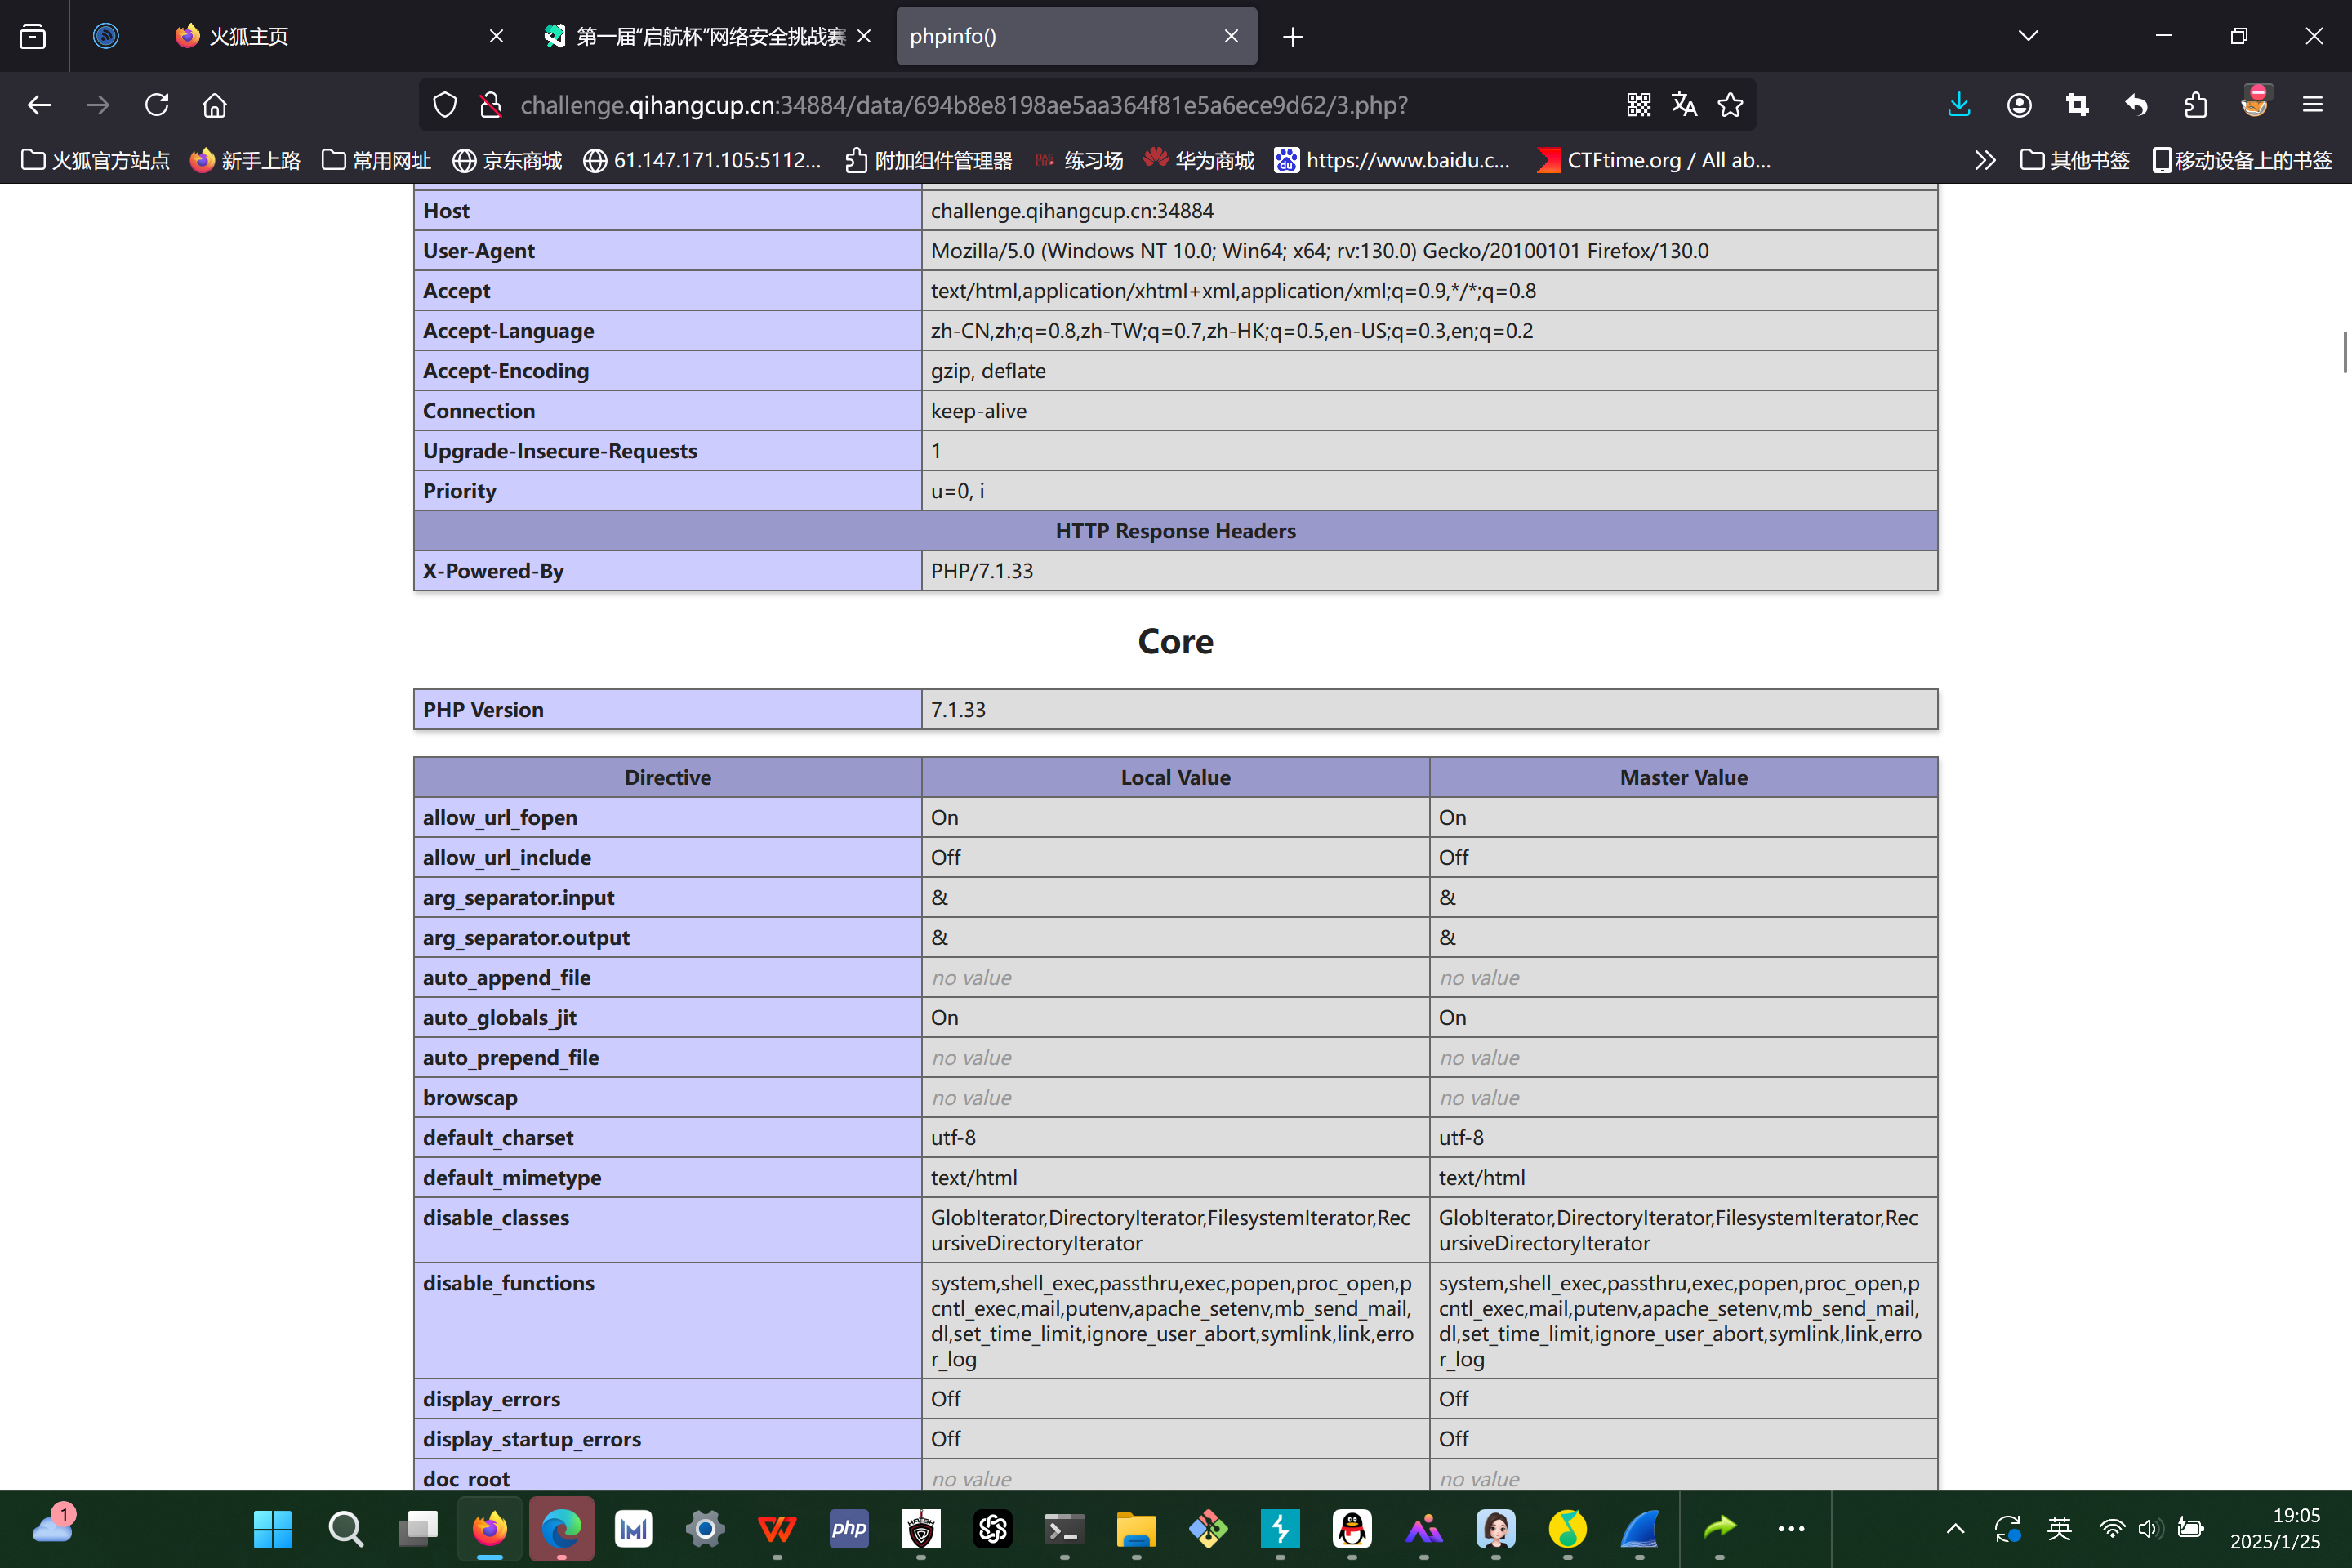 火狐主页
第一届“启航杯”网络安全挑战赛
phpinfo()
challenge.qihangcup.cn:34884/data/694b8e8198ae5aa364f81e5a6ece9d62/3.php?
火狐官方站点 新手上路 常用网址 京东商城 61.147.171.105:5112... 附加组件管理器 练习场 华为商城 https://www.baidu.c... CTFtime.org / All ab... 其他书签 移动设备上的书签
Host challenge.qihangcup.cn:34884
User-Agent Mozilla/5.0 (Windows NT 10.0; Win64; x64; rv:130.0) Gecko/20100101 Firefox/130.0
Accept text/html,application/xhtml+xml,application/xml;q=0.9,*/*;q=0.8
Accept-Language zh-CN,zh;q=0.8,zh-TW;q=0.7,zh-HK;q=0.5,en-US;q=0.3,en;q=0.2
Accept-Encoding gzip, deflate
Connection keep-alive
Upgrade-Insecure-Requests 1
Priority u=0, i
HTTP Response Headers
X-Powered-By PHP/7.1.33
Core
PHP Version 7.1.33
Directive Local Value Master Value
allow_url_fopen On On
allow_url_include Off Off
arg_separator.input & &
arg_separator.output & &
auto_append_file no value no value
auto_globals_jit On On
auto_prepend_file no value no value
browscap no value no value
default_charset utf-8 utf-8
default_mimetype text/html text/html
disable_classes GlobIterator,DirectoryIterator,FilesystemIterator,Rec GlobIterator,DirectoryIterator,FilesystemIterator,Rec
ursiveDirectoryIterator ursiveDirectoryIterator
disable_functions system,shell_exec,passthru,exec,popen,proc_open,p system,shell_exec,passthru,exec,popen,proc_open,p
cntl_exec,mail,putenv,apache_setenv,mb_send_mail, cntl_exec,mail,putenv,apache_setenv,mb_send_mail,
dl,set_time_limit,ignore_user_abort,symlink,link,erro dl,set_time_limit,ignore_user_abort,symlink,link,erro
r_log r_log
display_errors Off Off
display_startup_errors Off Off
doc_root no value no value
1
php
英
19:05
2025/1/25